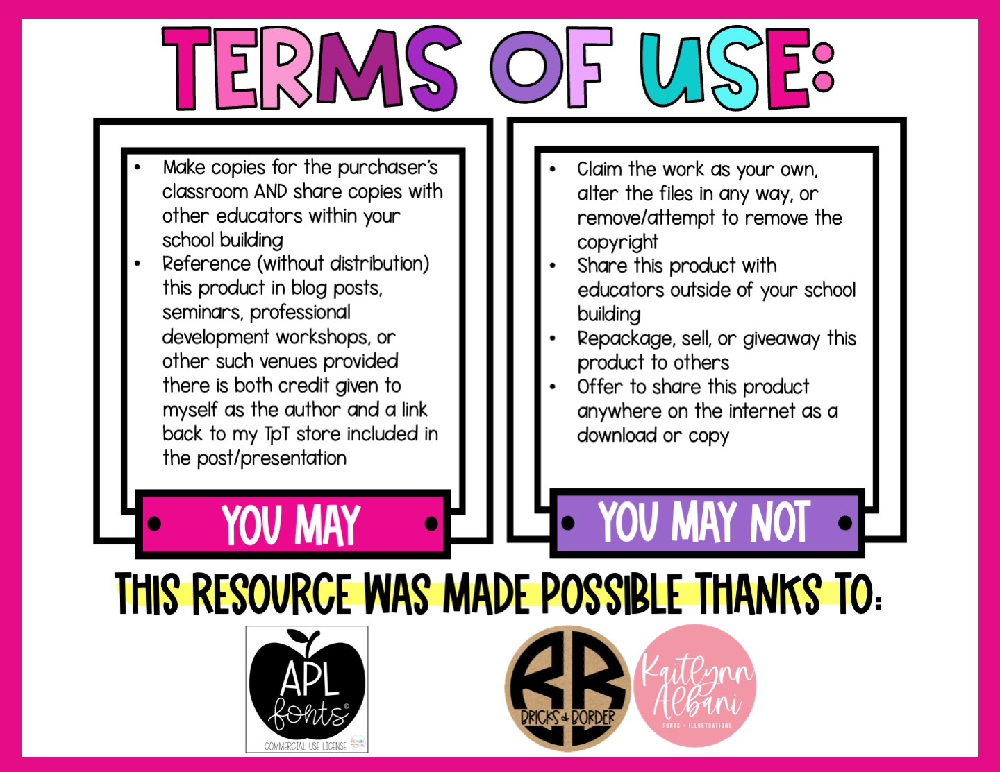 TERMS OF USE:
• Make copies for the purchaser's
classroom AND share copies with
other educators within your
school building
• Reference (without distribution)
this product in blog posts,
seminars, professional
development workshops, or
other such venues provided
there is both credit given to
myself as the author and a link
back to my TpT store included in
the post/presentation
YOU MAY
• Claim the work as your own,
alter the files in any way, or
remove/attempt to remove the
copyright
• Share this product with
educators outside of your school
building
• Repackage, sell, or giveaway this
product to others
• Offer to share this product
anywhere on the internet as a
download or copy
YOU MAY NOT
THIS RESOURCE WAS MADE POSSIBLE THANKS TO:
APL
fonts©
COMMERCIAL USE LICENSE
BRICKS & BORDER
Kaitlynn
Albani
FONTS + ILLUSTRATIONS